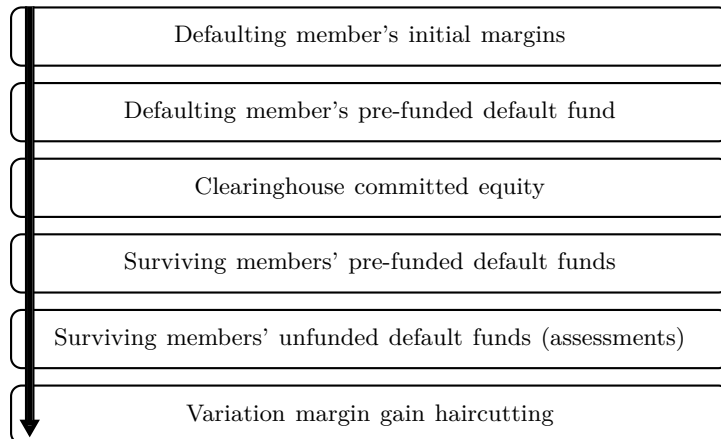 Defaulting member’s initial margins
Defaulting member’s pre-funded default fund
Clearinghouse committed equity
Surviving members’ pre-funded default funds
Surviving members’ unfunded default funds (assessments)
Variation margin gain haircutting